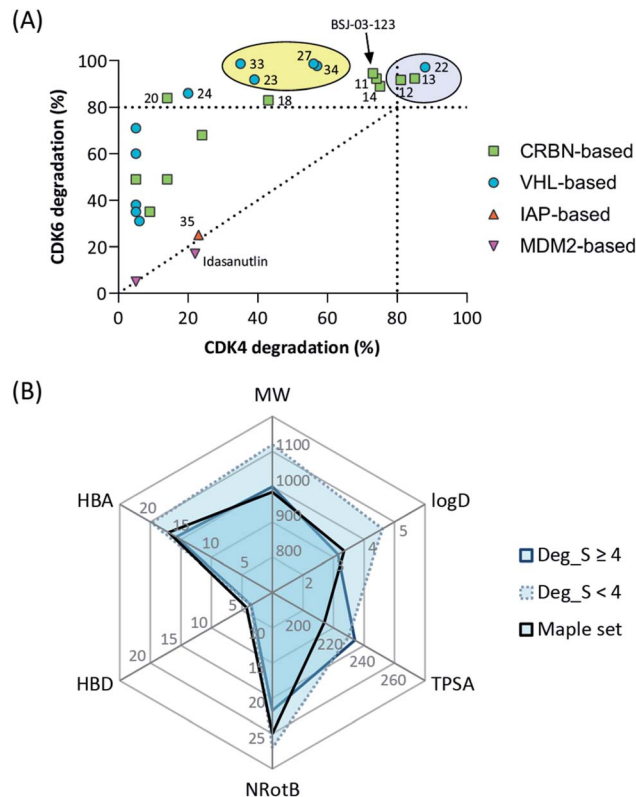 (A)
BSJ-03-123
100
80
60
40
20
0
CDK6 degradation (%)
33
27
34
23
22
20
24
18
11
14
12
13
35
Idasanutlin
0 20 40 60 80 100
CDK4 degradation (%)
CRBN-based
VHL-based
IAP-based
MDM2-based
(B)
MW
1100
1000
900
800
HBA
20
15
10
5
logD
5
4
3
2
HBD
5
10
15
20
TPSA
200
220
240
260
NRotB
10
15
20
25
Deg_S ≥ 4
Deg_S < 4
Maple set